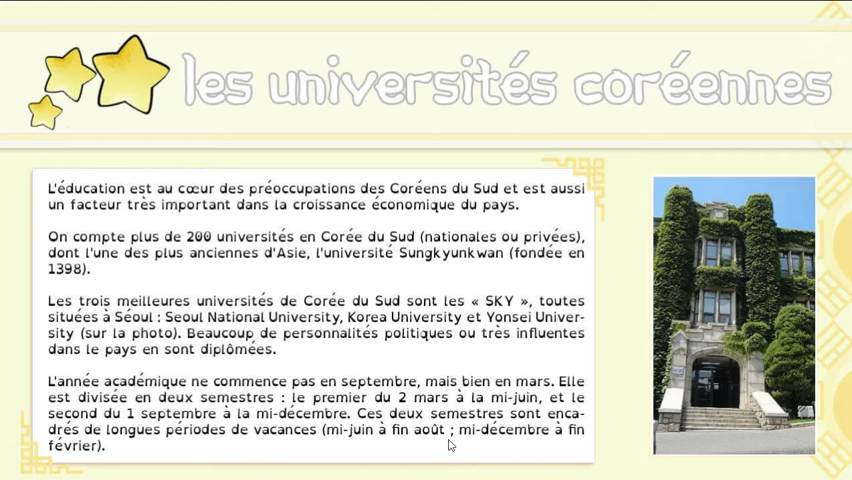 les universités coréennes
L'éducation est au cœur des préoccupations des Coréens du Sud et est aussi
un facteur très important dans la croissance économique du pays.
On compte plus de 200 universités en Corée du Sud (nationales ou privées),
dont l'une des plus anciennes d'Asie, l'université Sungkyunkwan (fondée en
1398).
Les trois meilleures universités de Corée du Sud sont les « SKY », toutes
situées à Séoul : Seoul National University, Korea University et Yonsei Univer-
sity (sur la photo). Beaucoup de personnalités politiques ou très influentes
dans le pays en sont diplômées.
L'année académique ne commence pas en septembre, mais bien en mars. Elle
est divisée en deux semestres : le premier du 2 mars à la mi-juin, et le
second du 1 septembre à la mi-décembre. Ces deux semestres sont enca-
drés de longues périodes de vacances (mi-juin à fin août ; mi-décembre à fin
février).